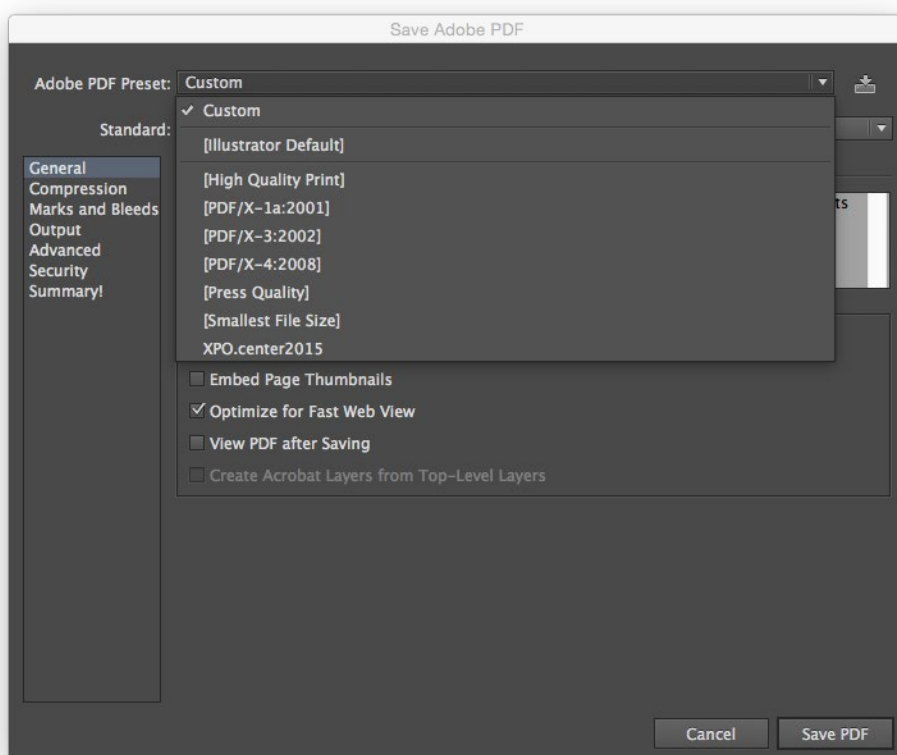 Save Adobe PDF
Adobe PDF Preset: Custom
Custom
Standard:
[Illustrator Default]
General
[High Quality Print]
Compression
[PDF/X-1a:2001]
ts
Marks and Bleeds
Output
[PDF/X-3:2002]
Advanced
[PDF/X-4:2008]
Security
Summary!
[Press Quality]
[Smallest File Size]
XPO.center2015
Embed Page Thumbnails
Optimize for Fast Web View
View PDF after Saving
Create Acrobat Layers from Top-Level Layers
Cancel
Save PDF